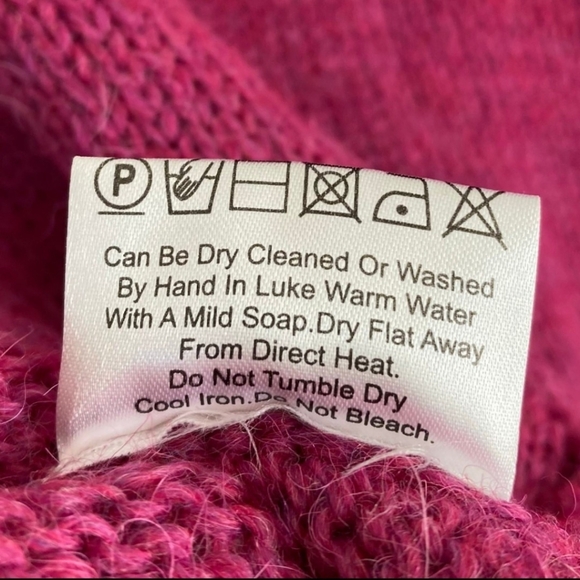 P
Can Be Dry Cleaned Or Washed
By Hand In Luke Warm Water
With A Mild Soap.Dry Flat Away
From Direct Heat.
Do Not Tumble Dry
Cool Iron.Do Not Bleach.